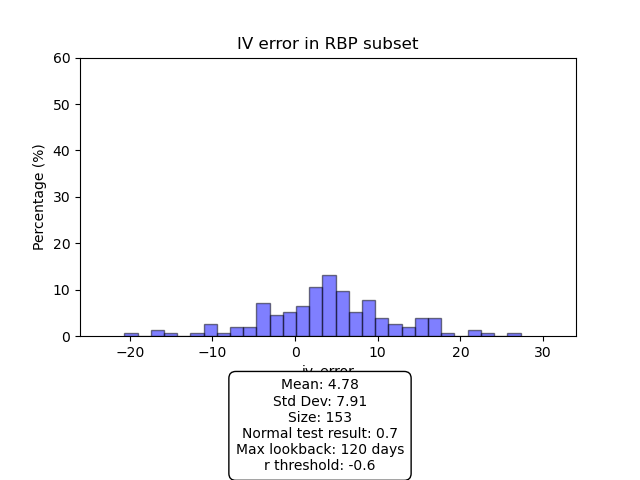 IV error in RBP subset
60
50
40
30
20
10
0
Percentage (%)
−20
−10
0
10
20
30
iv_error
Mean: 4.78
Std Dev: 7.91
Size: 153
Normal test result: 0.7
Max lookback: 120 days
r threshold: -0.6